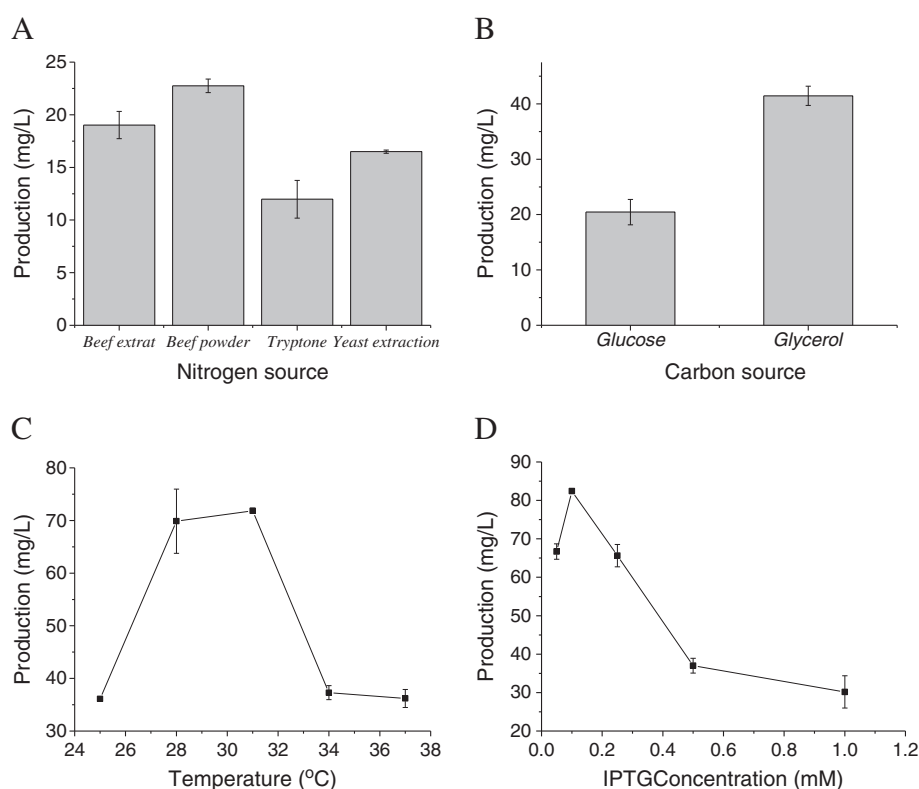 A
Production (mg/L)
25
20
15
10
5
0
Beef extrat Beef powder Tryptone Yeast extraction
Nitrogen source
B
Production (mg/L)
40
30
20
10
0
Glucose Glycerol
Carbon source
C
Production (mg/L)
80
70
60
50
40
30
24 26 28 30 32 34 36 38
Temperature (oC)
D
Production (mg/L)
90
80
70
60
50
40
30
20
0.0 0.2 0.4 0.6 0.8 1.0 1.2
IPTGConcentration (mM)